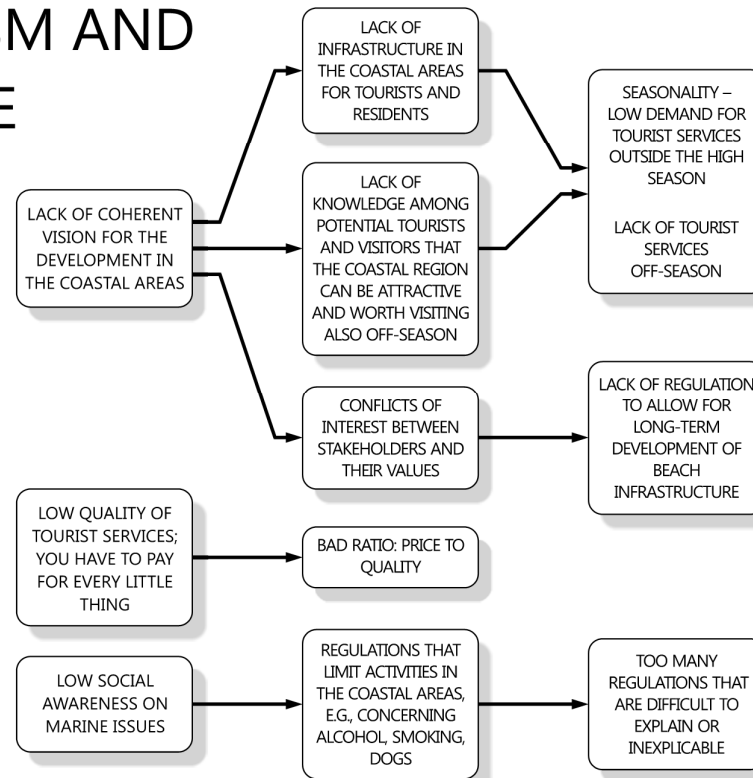 SM AND
E
LACK OF
INFRASTRUCTURE IN
THE COASTAL AREAS
FOR TOURISTS AND
RESIDENTS
SEASONALITY –
LOW DEMAND FOR
TOURIST SERVICES
OUTSIDE THE HIGH
SEASON
LACK OF TOURIST
SERVICES
OFF-SEASON
LACK OF COHERENT
VISION FOR THE
DEVELOPMENT IN
THE COASTAL AREAS
LACK OF
KNOWLEDGE AMONG
POTENTIAL TOURISTS
AND VISITORS THAT
THE COASTAL REGION
CAN BE ATTRACTIVE
AND WORTH VISITING
ALSO OFF-SEASON
CONFLICTS OF
INTEREST BETWEEN
STAKEHOLDERS AND
THEIR VALUES
LACK OF REGULATION
TO ALLOW FOR
LONG-TERM
DEVELOPMENT OF
BEACH
INFRASTRUCTURE
LOW QUALITY OF
TOURIST SERVICES;
YOU HAVE TO PAY
FOR EVERY LITTLE
THING
BAD RATIO: PRICE TO
QUALITY
LOW SOCIAL
AWARENESS ON
MARINE ISSUES
REGULATIONS THAT
LIMIT ACTIVITIES IN
THE COASTAL AREAS,
E.G., CONCERNING
ALCOHOL, SMOKING,
DOGS
TOO MANY
REGULATIONS THAT
ARE DIFFICULT TO
EXPLAIN OR
INEXPLICABLE